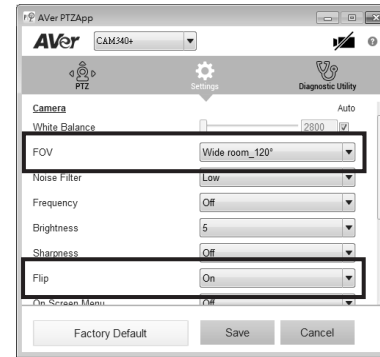 AVer PTZApp
AVer CAM340+
PTZ Settings Diagnostic Utility
Camera Auto
White Balance 2800
FOV Wide room_120°
Noise Filter Low
Frequency Off
Brightness 5
Sharpness Off
Flip On
On Screen Menu Off
Factory Default Save Cancel